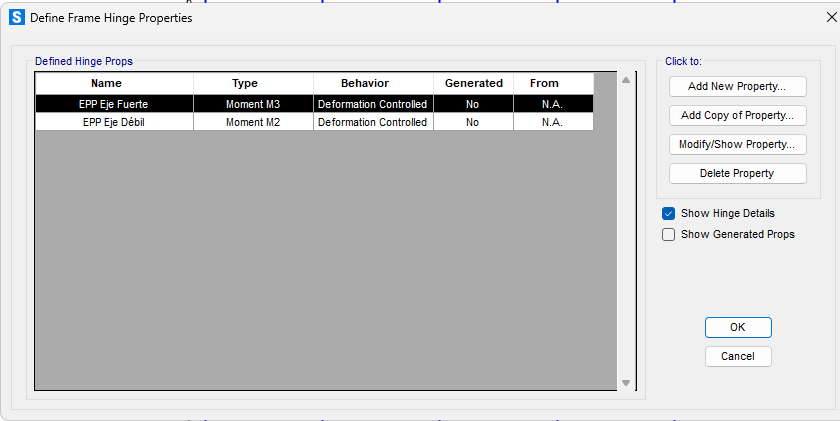 Define Frame Hinge Properties
Defined Hinge Props
Name Type Behavior Generated From
EPP Eje Fuerte Moment M3 Deformation Controlled No N.A.
EPP Eje Débil Moment M2 Deformation Controlled No N.A.
Click to:
Add New Property...
Add Copy of Property...
Modify/Show Property...
Delete Property
Show Hinge Details
Show Generated Props
OK
Cancel